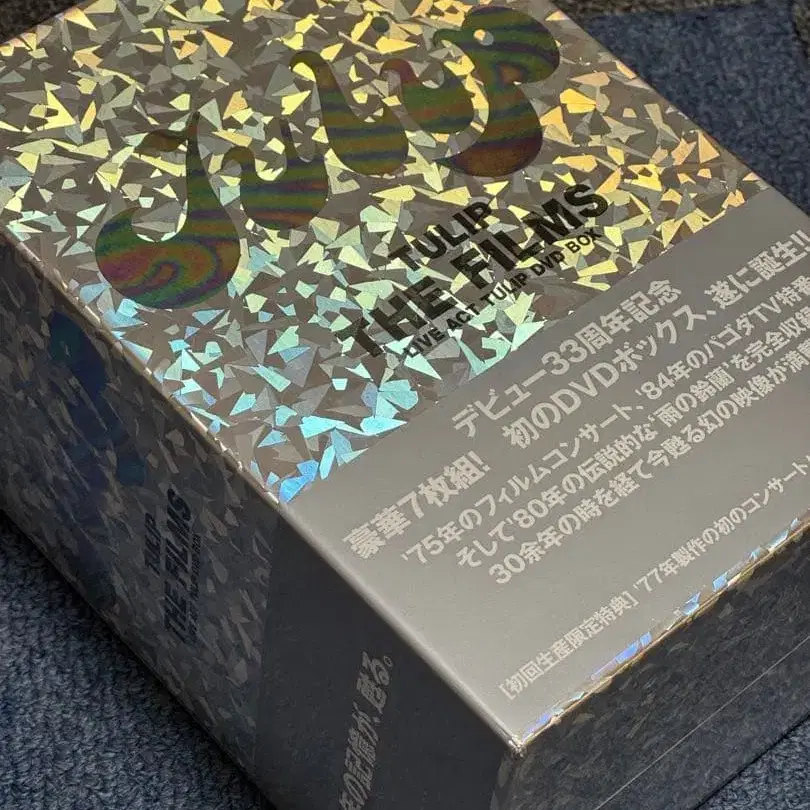 Tulip
TULIP
THE FILMS
LIVE ACT TULIP DVD BOX
デビュー33周年記念
豪華7枚組! 初のDVDボックス、遂に誕生!!
'75年のフィルムコンサート、'84年のパゴダTV特
そして'80年の伝説的な'雨の鈴蘭'を完全収
30余年の時を経て今甦る幻の映像が
[初回生産限定特典] '77年製作の初のコンサート
TULIP
THE FILMS
LIVE ACT TULIP DVD BOX
の記憶が、甦る。